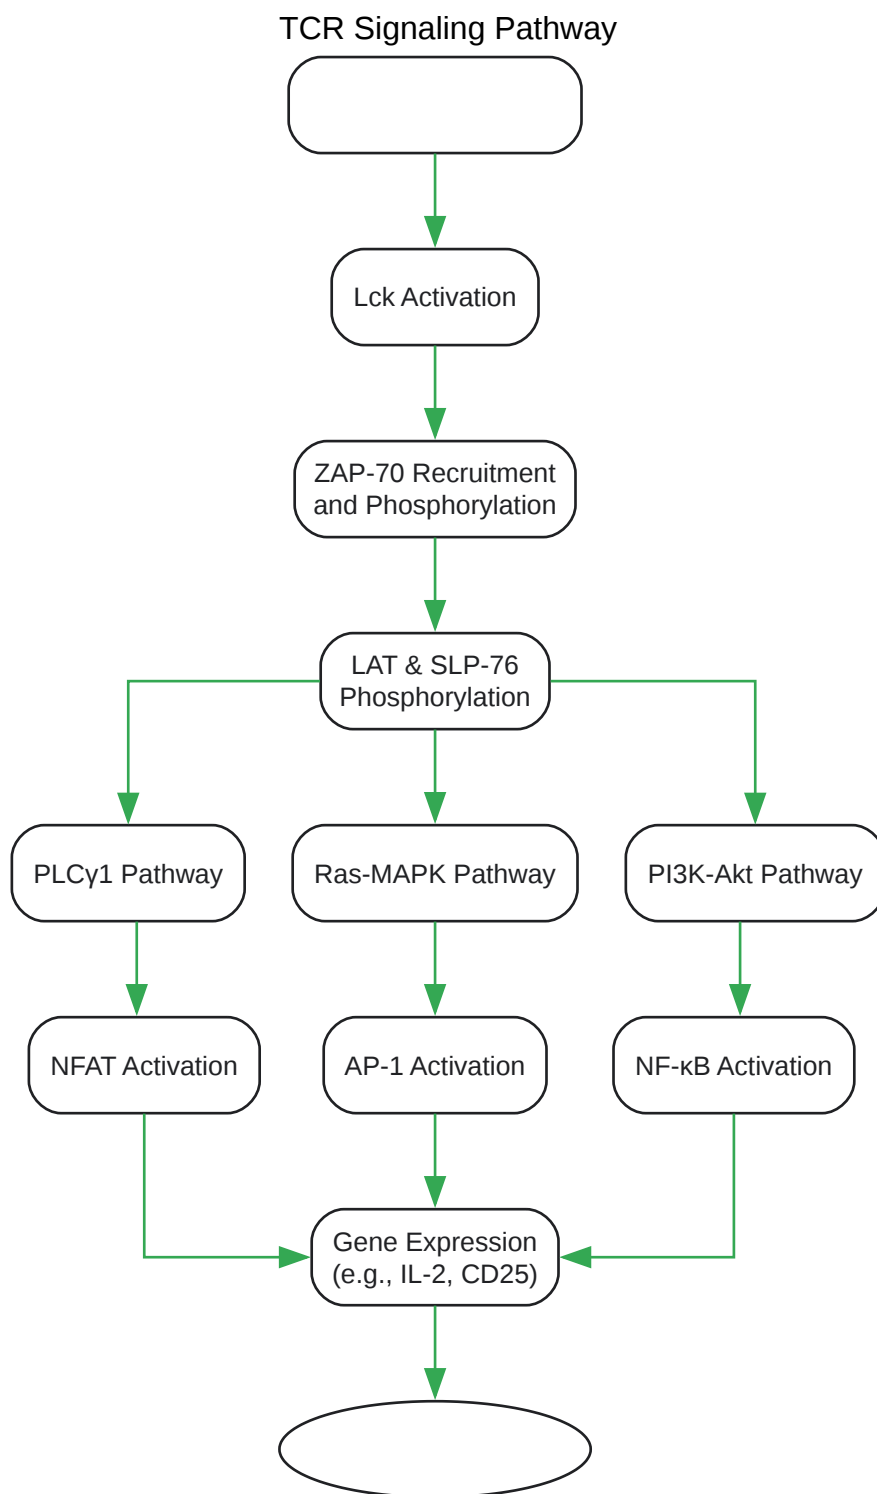 TCR Signaling Pathway
Lck Activation
ZAP-70 Recruitment
and Phosphorylation
LAT & SLP-76
Phosphorylation
PLCγ1 Pathway
Ras-MAPK Pathway
PI3K-Akt Pathway
NFAT Activation
AP-1 Activation
NF-κB Activation
Gene Expression
(e.g., IL-2, CD25)